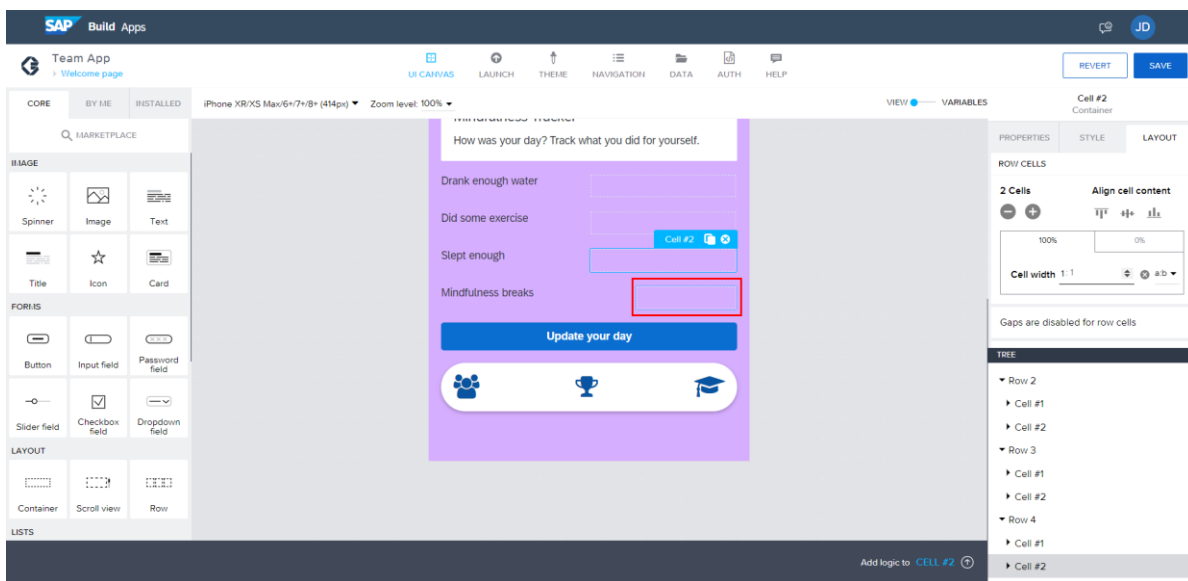 SAP Build Apps
JD
Team App
Welcome page
UI CANVAS LAUNCH THEME NAVIGATION DATA AUTH HELP
REVERT SAVE
CORE BY ME INSTALLED
iPhone XR/XS Max/6+/7+/8+ (414px) Zoom level: 100%
VIEW VARIABLES
Cell #2
Container
MARKETPLACE
PROPERTIES STYLE LAYOUT
IMAGE
Spinner Image Text
Title Icon Card
FORMS
Button Input field Password field
Slider field Checkbox field Dropdown field
LAYOUT
Container Scroll view Row
LISTS
Mindfulness Tracker
How was your day? Track what you did for yourself.
Drank enough water
Did some exercise
Cell #2
Slept enough
Mindfulness breaks
Update your day
ROW CELLS
2 Cells Align cell content
100% 0%
Cell width 1:1 a:b
Gaps are disabled for row cells
TREE
Row 2
Cell #1
Cell #2
Row 3
Cell #1
Cell #2
Row 4
Cell #1
Cell #2
Add logic to CELL #2